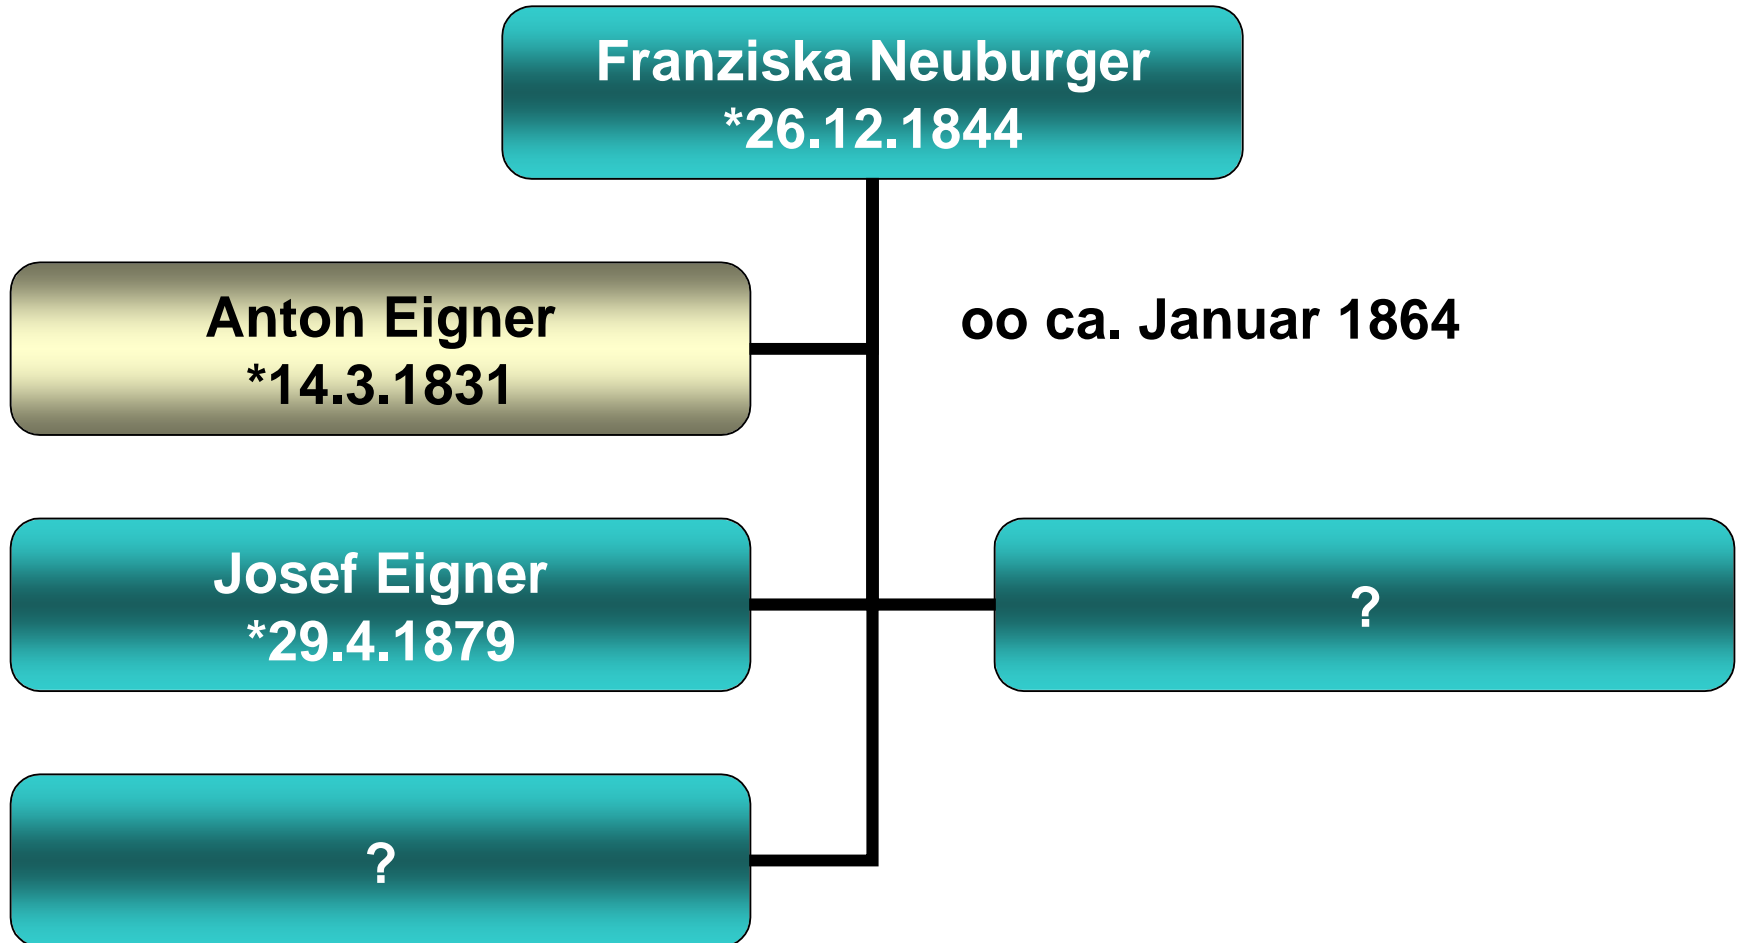 Franziska Neuburger
*26.12.1844
Anton Eigner
*14.3.1831
oo ca. Januar 1864
Josef Eigner
*29.4.1879
?
?